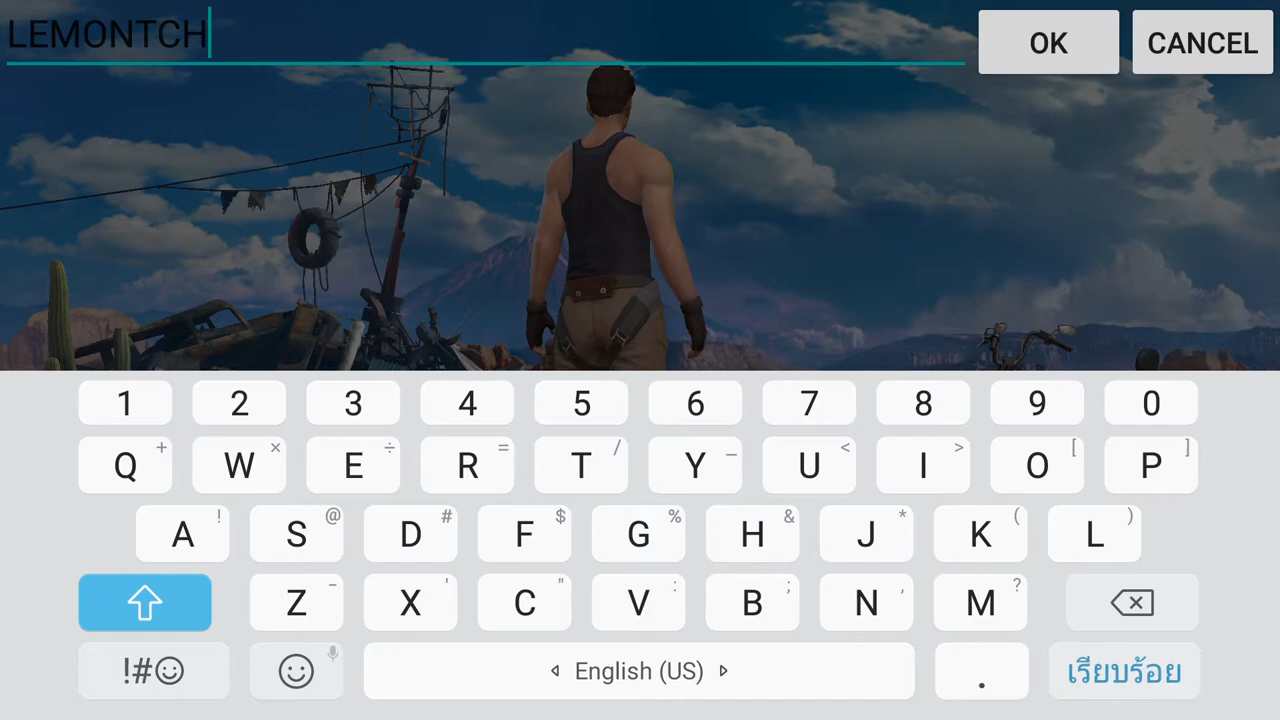 LEMONTCH
OK
CANCEL
1 2 3 4 5 6 7 8 9 0
Q + W × E ÷ R = T / Y _ U < I > O [ P ]
A ! S @ D # F $ G % H & J * K ( L )
Z - X ' C " V : B ; N , M ?
!#☺ English (US) . เรียบร้อย